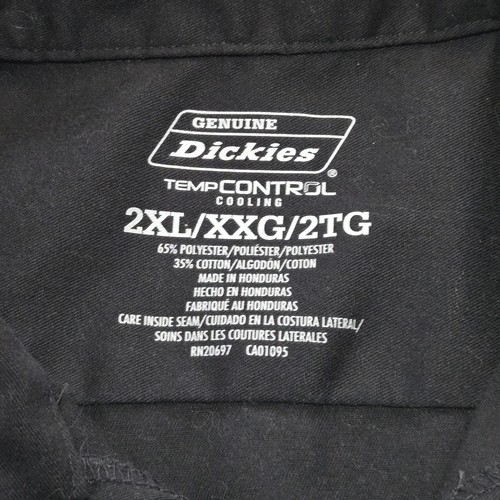 GENUINE
Dickies®
TEMPCONTROL
COOLING
2XL/XXG/2TG
65% POLYESTER/POLIÉSTER/POLYESTER
35% COTTON/ALGODÓN/COTON
MADE IN HONDURAS
HECHO EN HONDURAS
FABRIQUÉ AU HONDURAS
CARE INSIDE SEAM/CUIDADO EN LA COSTURA LATERAL/
SOINS DANS LES COUTURES LATERALES
RN20697 CA01095